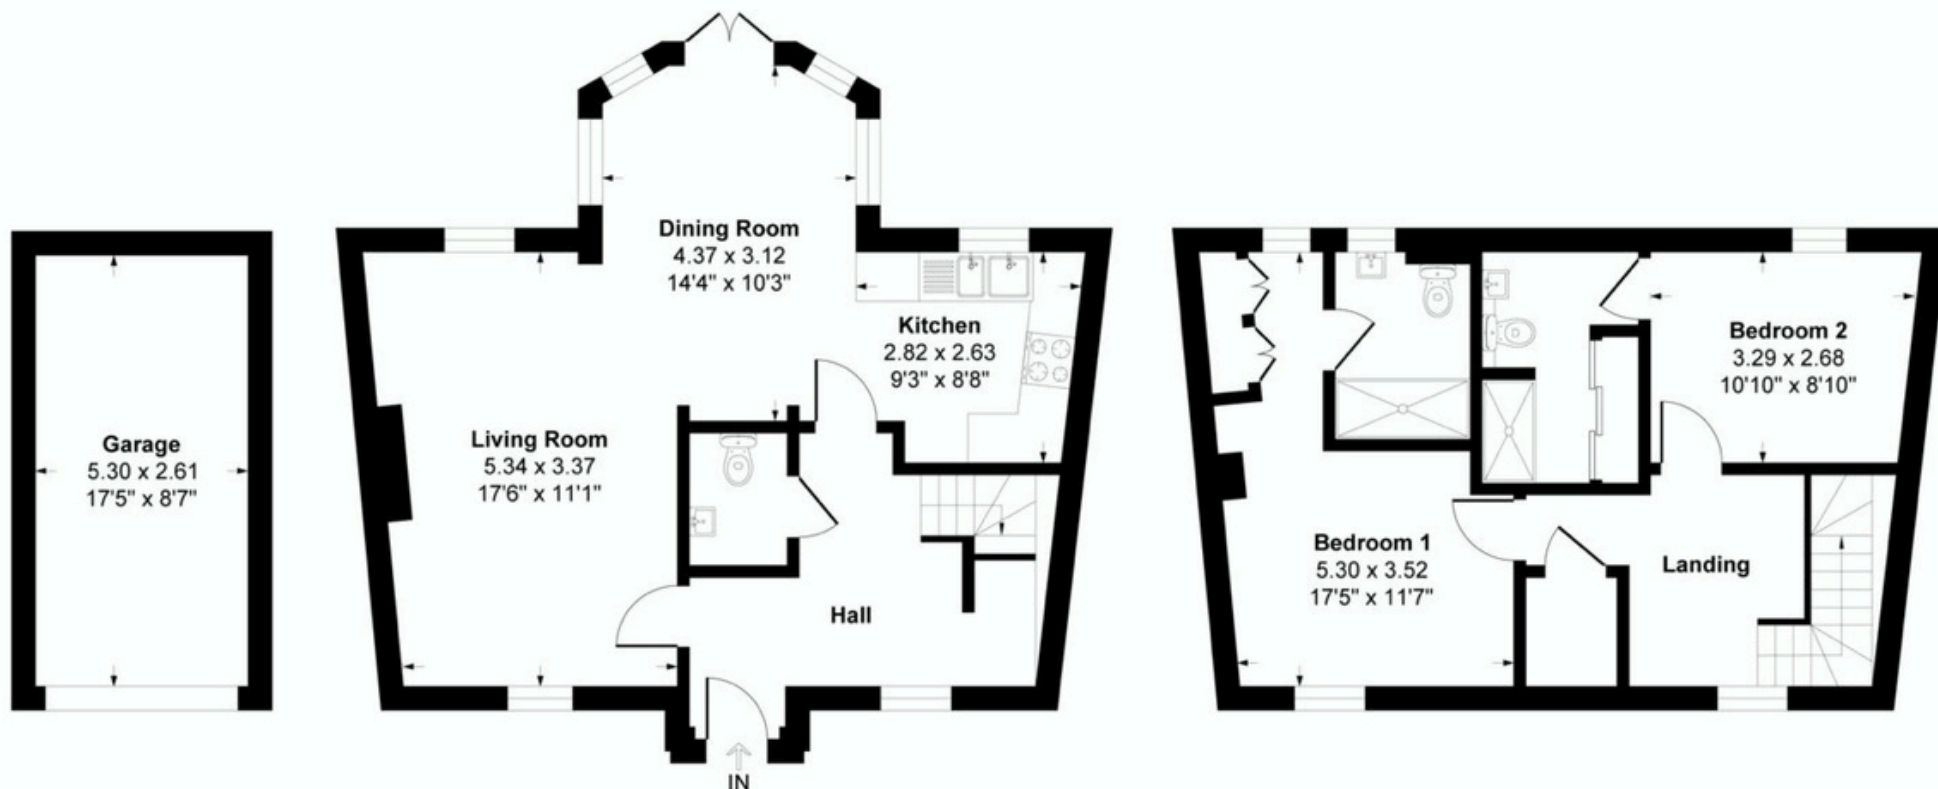 Garage
5.30 x 2.61
17'5" x 8'7"
Living Room
5.34 x 3.37
17'6" x 11'1"
Dining Room
4.37 x 3.12
14'4" x 10'3"
Kitchen
2.82 x 2.63
9'3" x 8'8"
Hall
IN
Bedroom 1
5.30 x 3.52
17'5" x 11'7"
Bedroom 2
3.29 x 2.68
10'10" x 8'10"
Landing